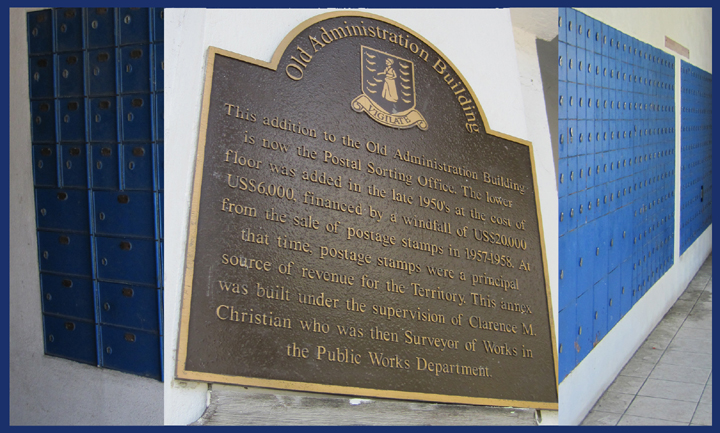 Old Administration Building
VIGILATE
This addition to the Old Administration Building
is now the Postal Sorting Office. The lower
floor was added in the late 1950's at the cost of
US$6,000, financed by a windfall of US$20,000
from the sale of postage stamps in 1957-1958. At
that time, postage stamps were a principal
source of revenue for the Territory. This annex
was built under the supervision of Clarence M.
Christian who was then Surveyor of Works in
the Public Works Department.